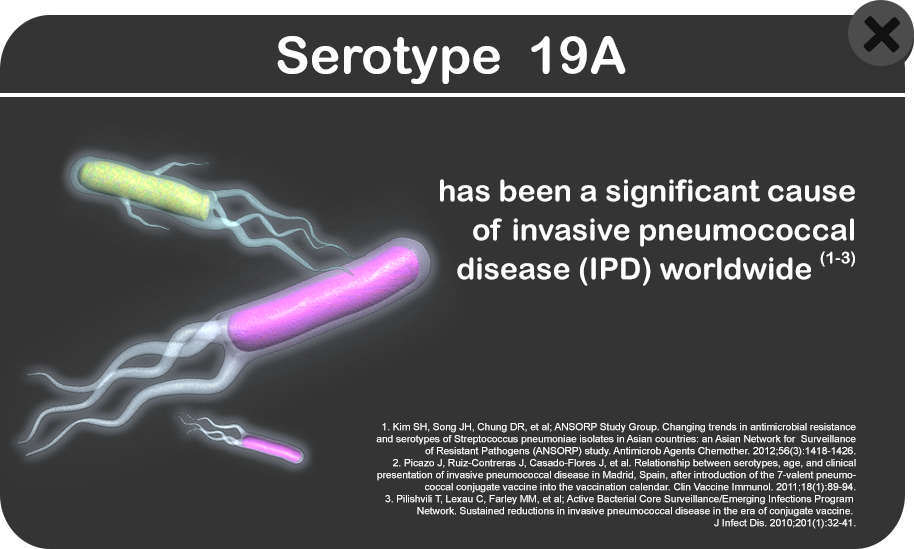 Serotype 19A
has been a significant cause
of invasive pneumococcal
disease (IPD) worldwide (1-3)
1. Kim SH, Song JH, Chung DR, et al; ANSORP Study Group. Changing trends in antimicrobial resistance
and serotypes of Streptococcus pneumoniae isolates in Asian countries: an Asian Network for Surveillance
of Resistant Pathogens (ANSORP) study. Antimicrob Agents Chemother. 2012;56(3):1418-1426.
2. Picazo J, Ruiz-Contreras J, Casado-Flores J, et al. Relationship between serotypes, age, and clinical
presentation of invasive pneumococcal disease in Madrid, Spain, after introduction of the 7-valent pneumo-
coccal conjugate vaccine into the vaccination calendar. Clin Vaccine Immunol. 2011;18(1):89-94.
3. Pilishvili T, Lexau C, Farley MM, et al; Active Bacterial Core Surveillance/Emerging Infections Program
Network. Sustained reductions in invasive pneumococcal disease in the era of conjugate vaccine.
J Infect Dis. 2010;201(1):32-41.